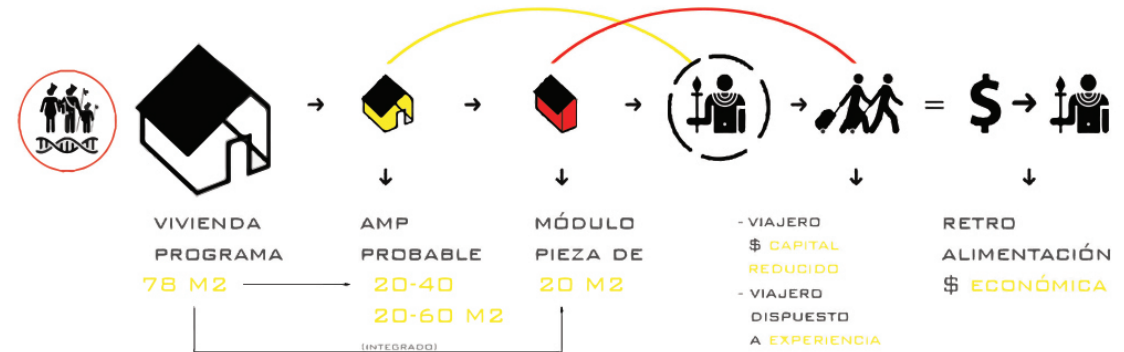 =
$
VIVIENDA
PROGRAMA
78 M2
AMP
PROBABLE
20-40
20-60 M2
(INTEGRADO)
MÓDULO
PIEZA DE
20 M2
- VIAJERO
$ CAPITAL
REDUCIDO
- VIAJERO
DISPUESTO
A EXPERIENCIA
RETRO
ALIMENTACIÓN
$ ECONÓMICA